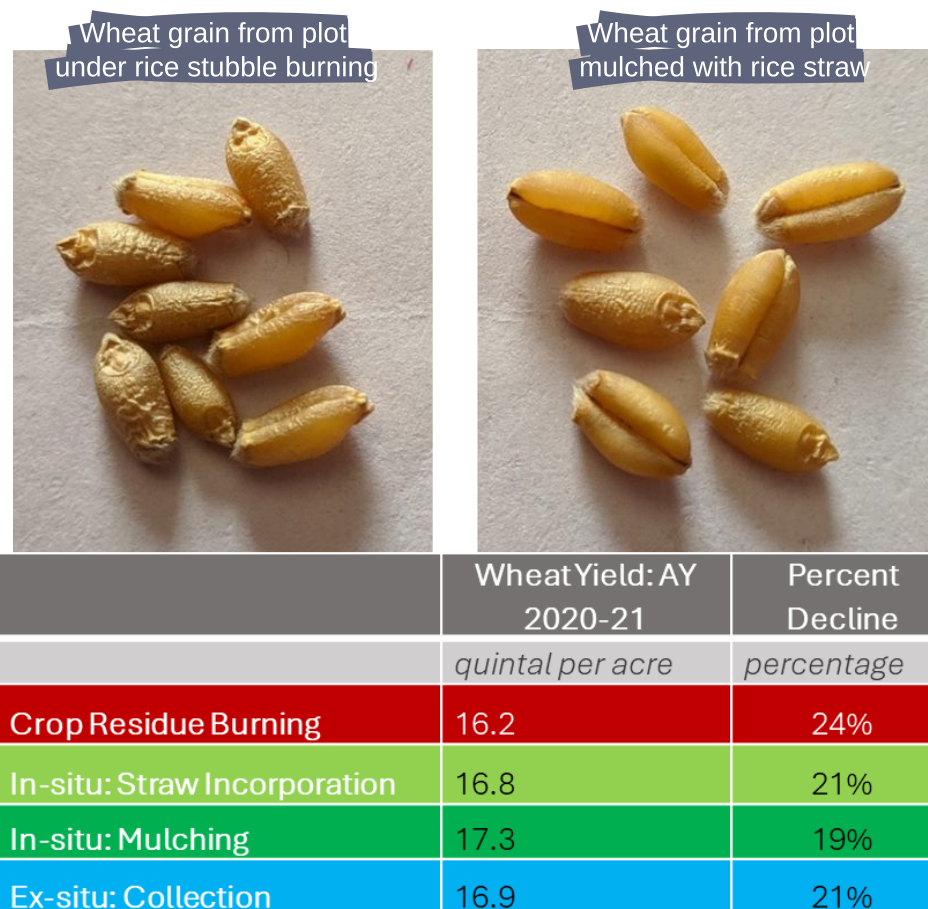 Wheat grain from plot
under rice stubble burning
Wheat grain from plot
mulched with rice straw
Wheat Yield: AY
2020-21
Percent
Decline
quintal per acre
percentage
Crop Residue Burning 16.2 24%
In-situ: Straw Incorporation 16.8 21%
In-situ: Mulching 17.3 19%
Ex-situ: Collection 16.9 21%